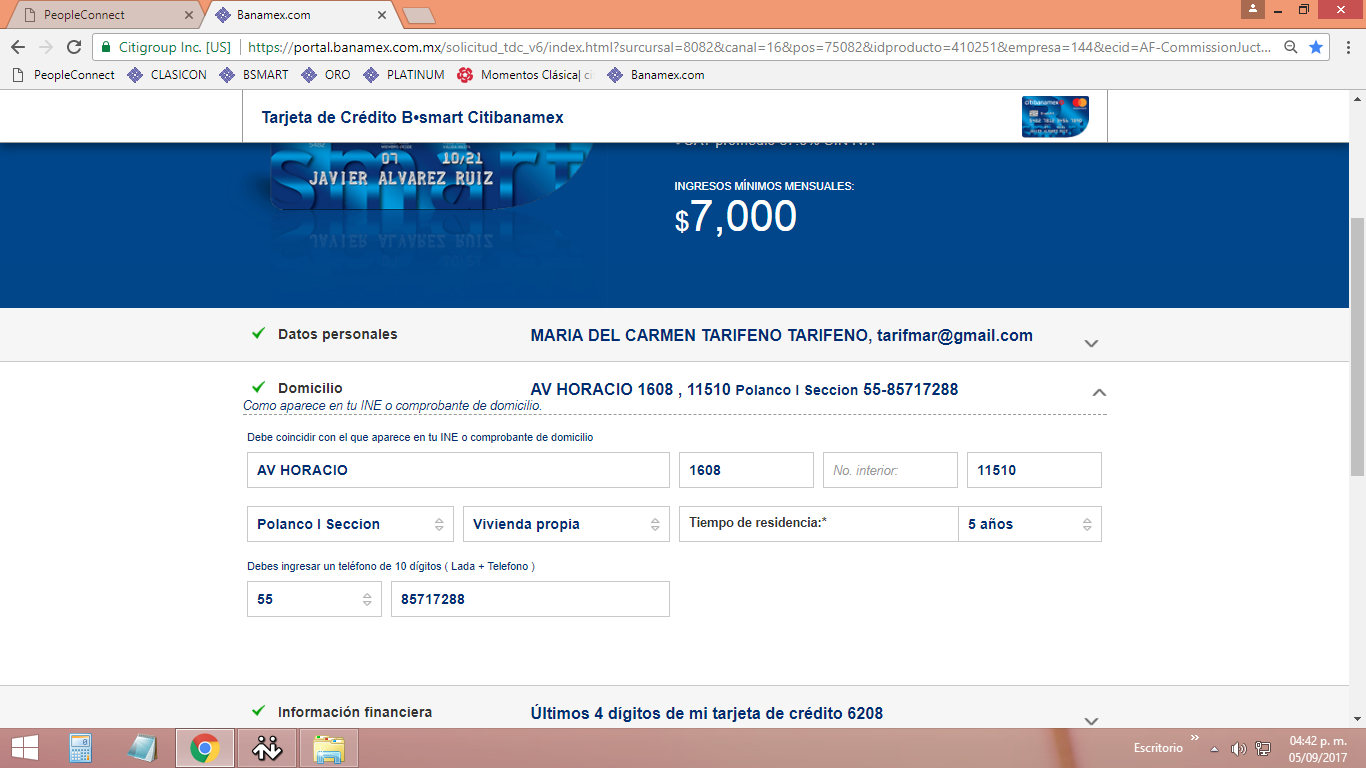 PeopleConnect
Banamex.com
Citigroup Inc. [US]
https://portal.banamex.com.mx/solicitud_tdc_v6/index.html?surcursal=8082&canal=16&pos=75082&idproducto=410251&empresa=144&ecid=AF-CommissionJuct...
PeopleConnect CLASICON BSMART ORO PLATINUM Momentos Clásica| ci Banamex.com
Tarjeta de Crédito B•smart Citibanamex
citibanamex
smart
07 10/21
JAVIER ALVAREZ RUIZ
INGRESOS MÍNIMOS MENSUALES:
$7,000
Datos personales MARIA DEL CARMEN TARIFENO TARIFENO, tarifmar@gmail.com
Domicilio AV HORACIO 1608 , 11510 Polanco I Seccion 55-85717288
Como aparece en tu INE o comprobante de domicilio.
Debe coincidir con el que aparece en tu INE o comprobante de domicilio
AV HORACIO 1608 No. interior: 11510
Polanco I Seccion Vivienda propia Tiempo de residencia:* 5 años
Debes ingresar un teléfono de 10 dígitos ( Lada + Telefono )
55 85717288
Información financiera Últimos 4 dígitos de mi tarjeta de crédito 6208
Escritorio
04:42 p. m.
05/09/2017